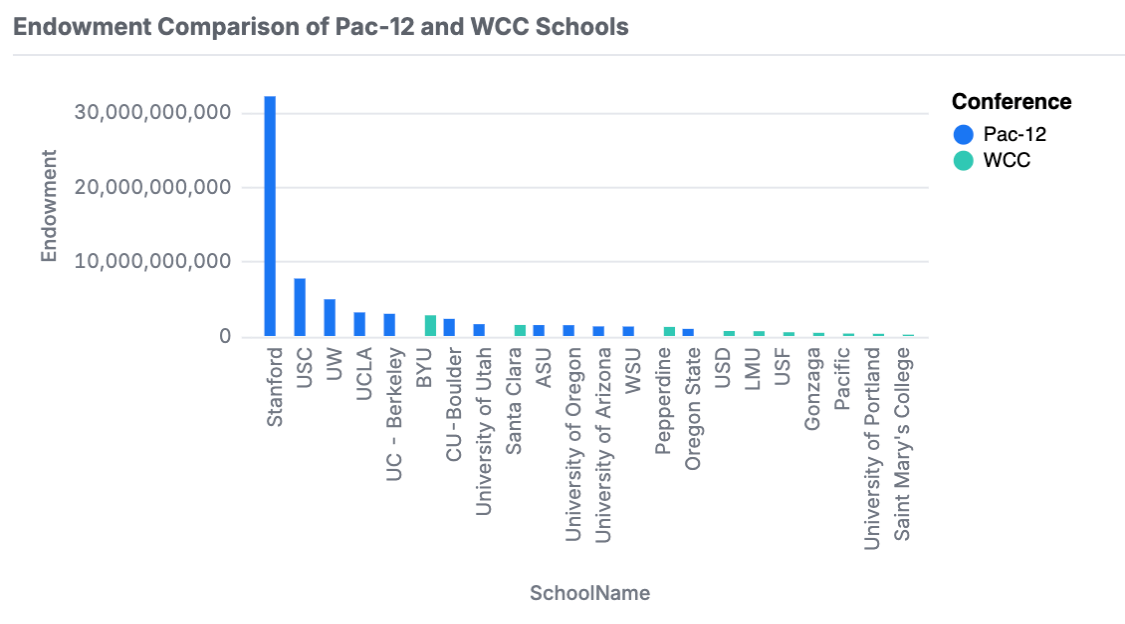 Endowment Comparison of Pac-12 and WCC Schools
Conference
Pac-12
WCC
Endowment
30,000,000,000
20,000,000,000
10,000,000,000
0
Stanford
USC
UW
UCLA
UC - Berkeley
BYU
CU -Boulder
University of Utah
Santa Clara
ASU
University of Oregon
University of Arizona
WSU
Pepperdine
Oregon State
USD
LMU
USF
Gonzaga
Pacific
University of Portland
Saint Mary's College
SchoolName